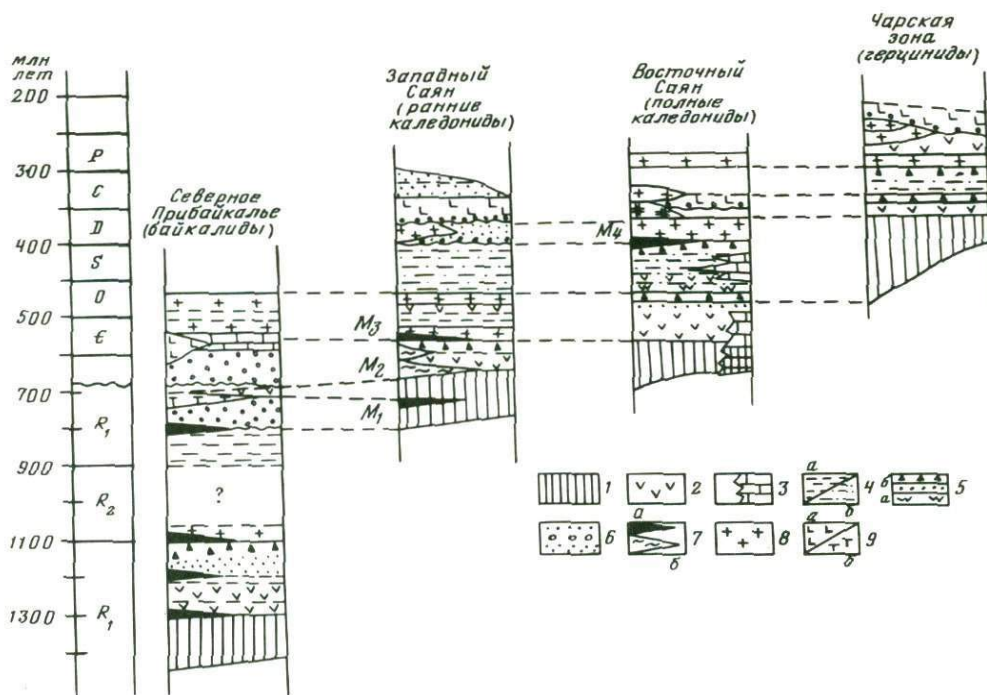 млн
лет
200
300
400
500
700
900
1100
1300
P
C
D
S
O
Є
R₁
R₂
R₁
Северное
Прибайкалье
(байкалиды)
?
Западный
Саян
(ранние
каледониды)
M₃
M₂
M₁
Восточный
Саян
(полные
каледониды)
M₄
Чарская
зона
(герциниды)
1
2
3
а
4
б
б
а
5
6
а
7
б
8
а
9
б